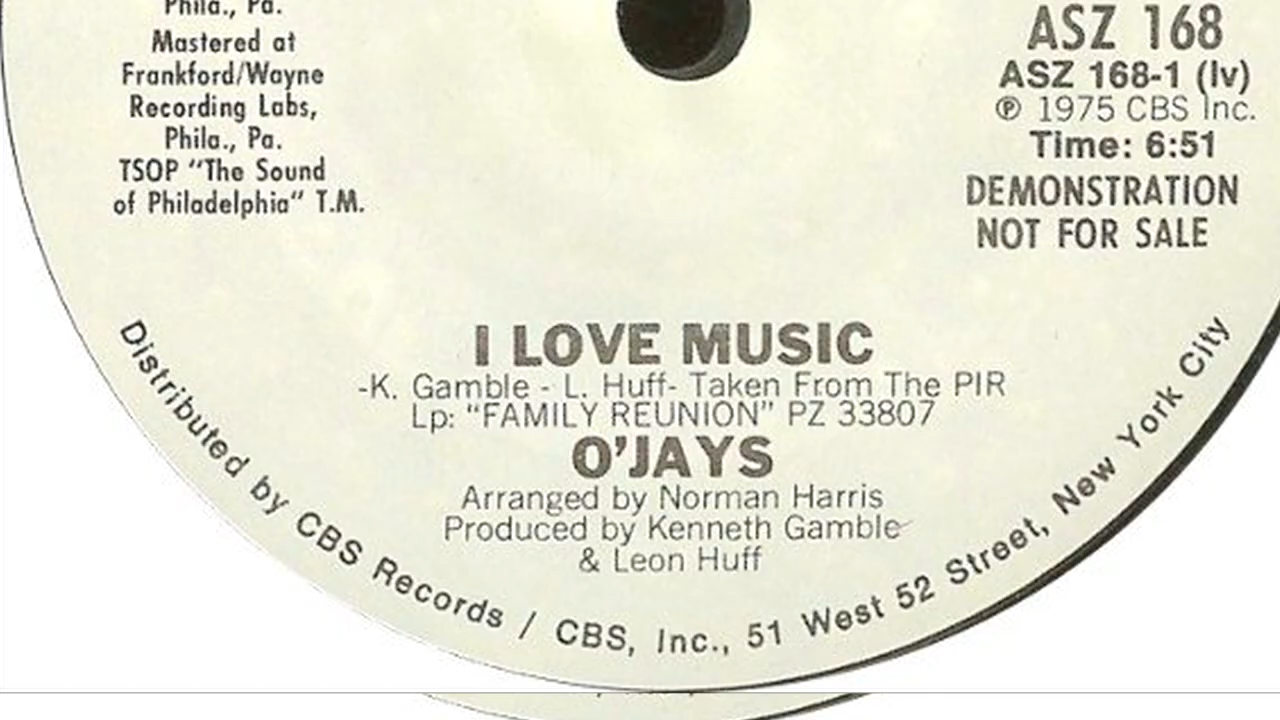 Phila., Pa.
Mastered at
Frankford/Wayne
Recording Labs,
Phila., Pa.
TSOP "The Sound
of Philadelphia" T.M.
ASZ 168
ASZ 168-1 (lv)
℗ 1975 CBS Inc.
Time: 6:51
DEMONSTRATION
NOT FOR SALE
I LOVE MUSIC
-K. Gamble - L. Huff- Taken From The PIR
Lp: "FAMILY REUNION" PZ 33807
O'JAYS
Arranged by Norman Harris
Produced by Kenneth Gamble
& Leon Huff
Distributed by CBS Records / CBS, Inc., 51 West 52 Street, New York City